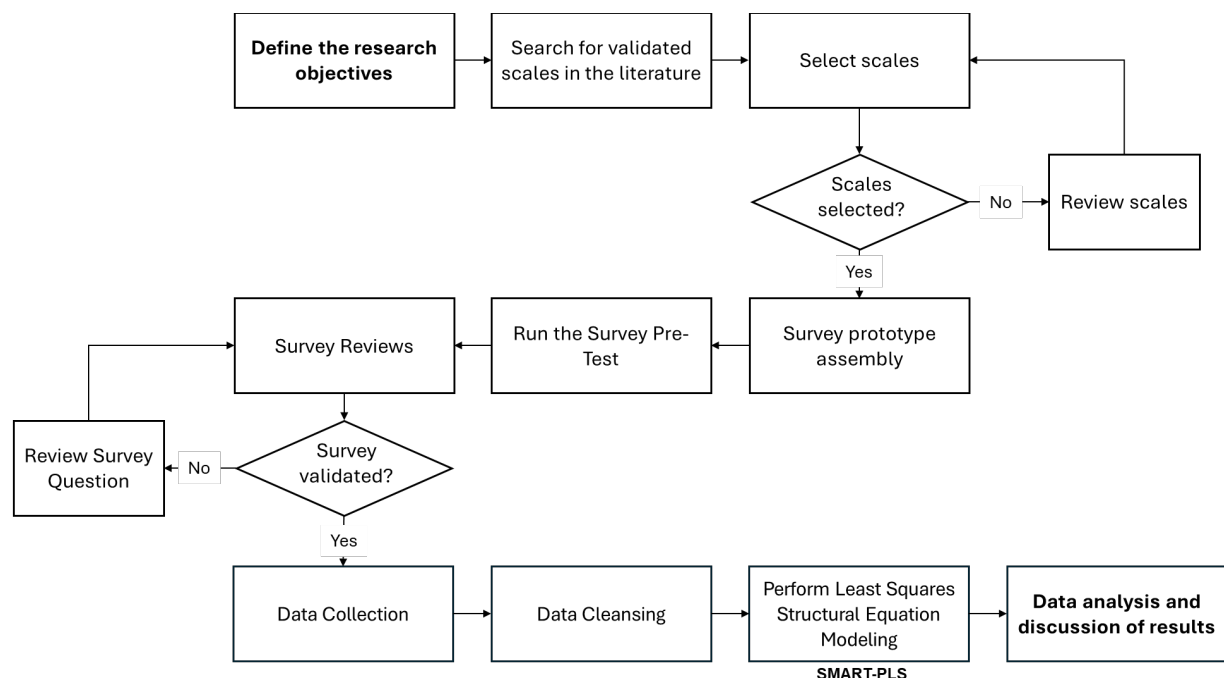 Define the research
objectives
Search for validated
scales in the literature
Select scales
Scales
selected?
No
Review scales
Yes
Survey prototype
assembly
Run the Survey Pre-
Test
Survey Reviews
Survey
validated?
No
Review Survey
Question
Yes
Data Collection
Data Cleansing
Perform Least Squares
Structural Equation
Modeling
SMART-PLS
Data analysis and
discussion of results